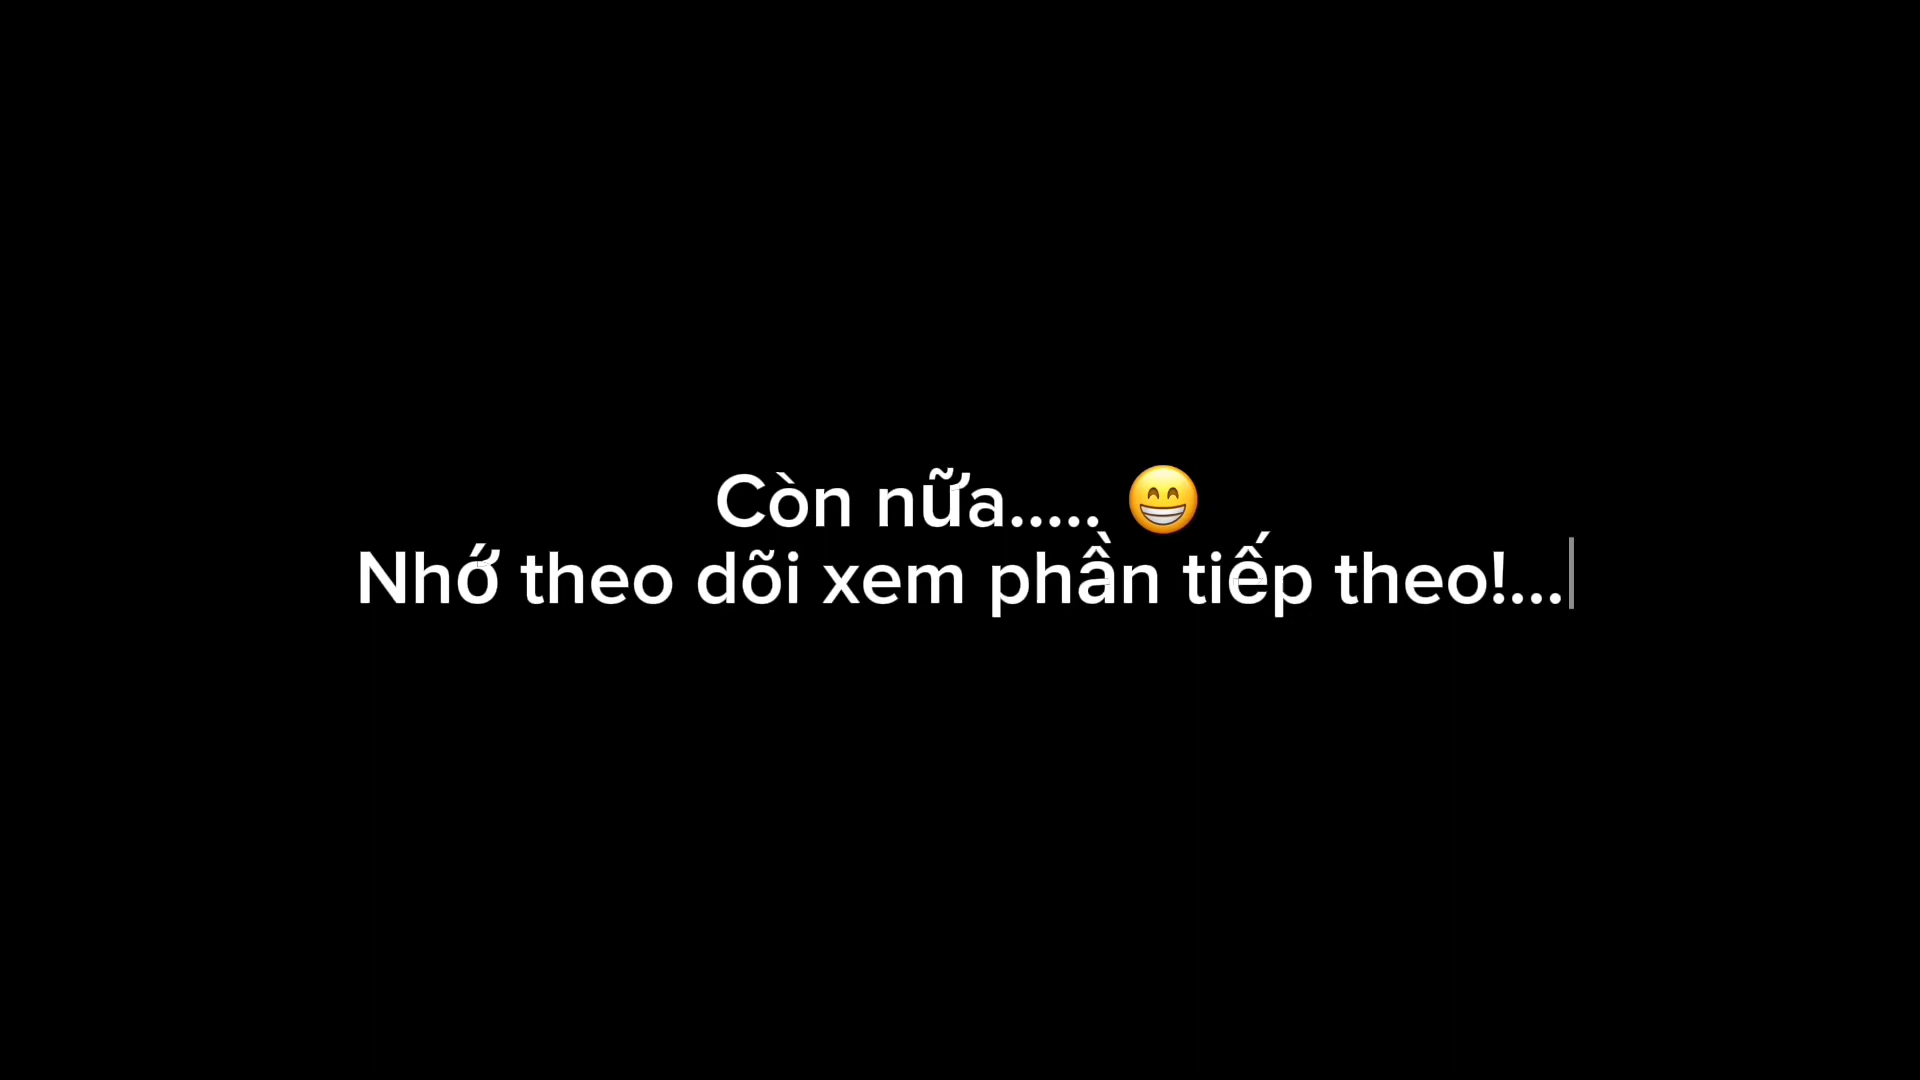 Còn nữa..... 😁
Nhớ theo dõi xem phần tiếp theo!...